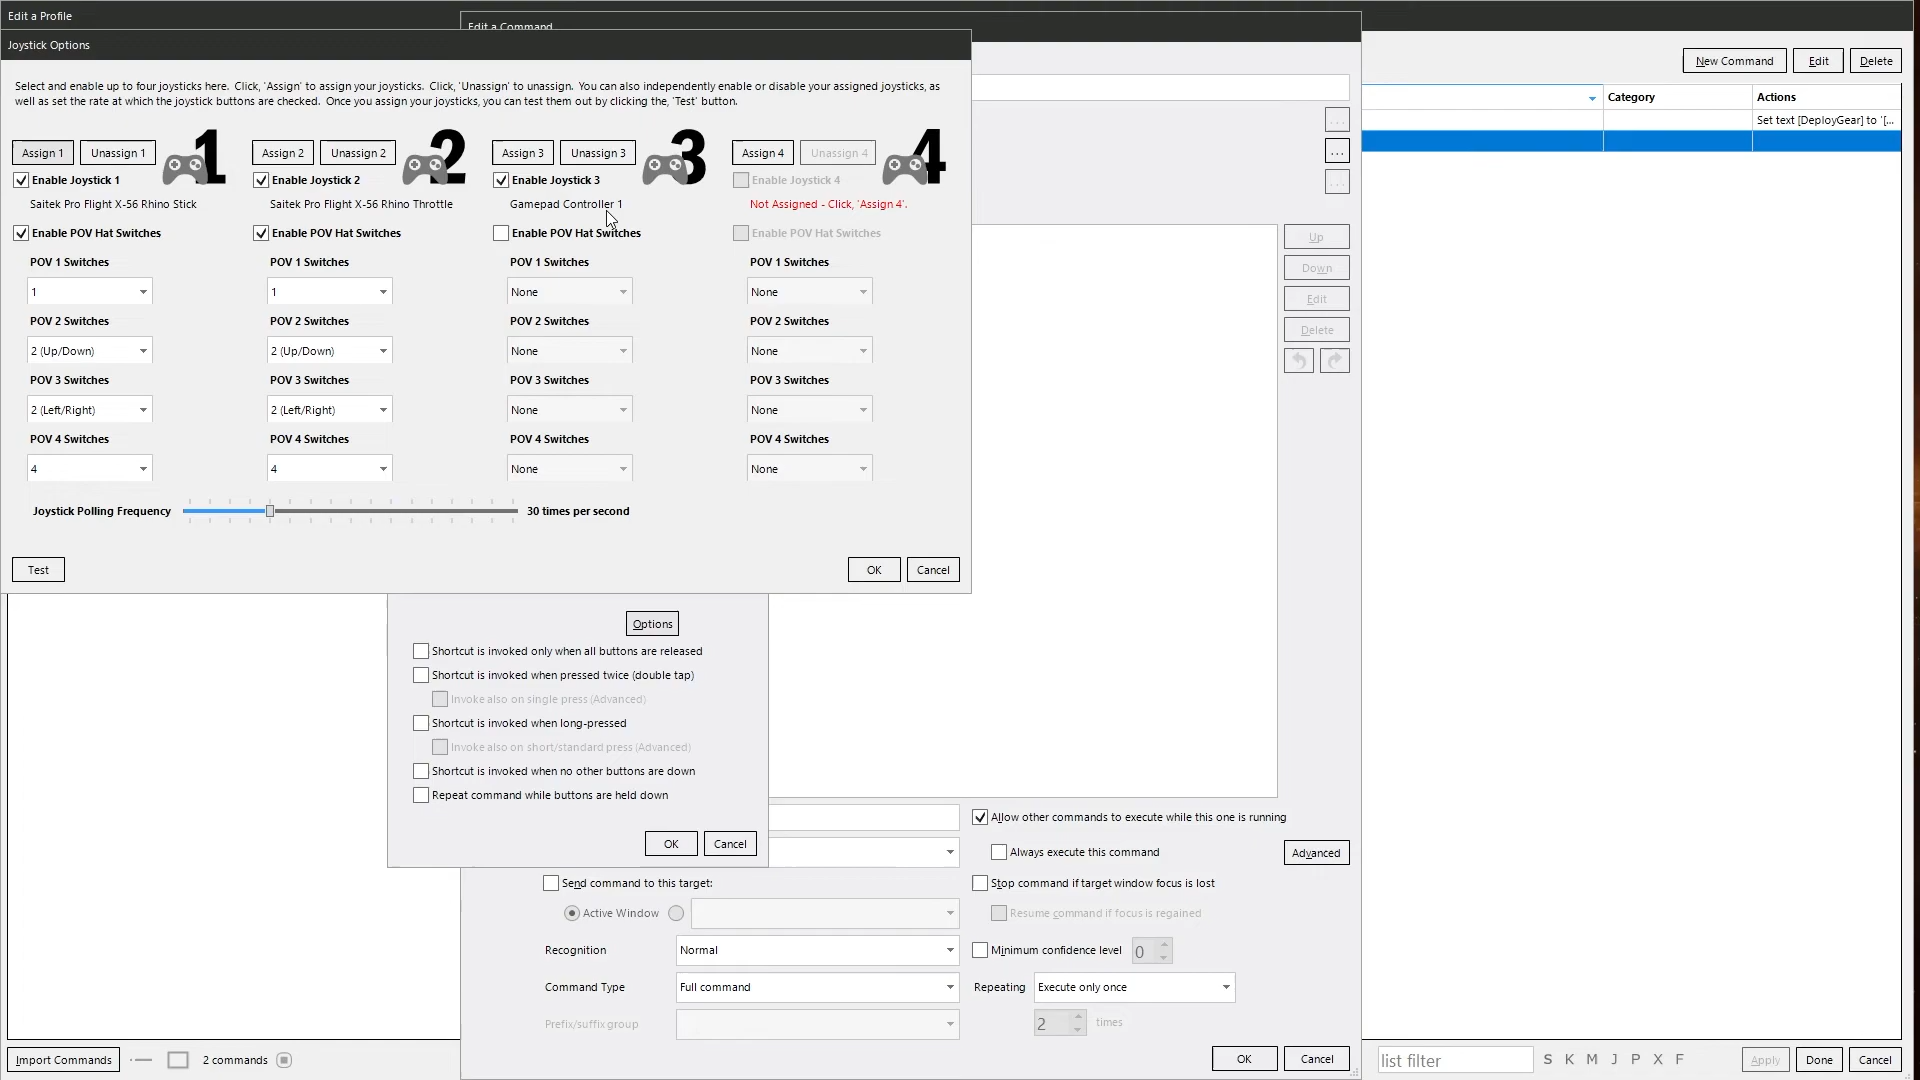 Edit a Profile
Edit a Command
Joystick Options
New Command Edit Delete
Select and enable up to four joysticks here. Click, 'Assign' to assign your joysticks. Click, 'Unassign' to unassign. You can also independently enable or disable your assigned joysticks, as
well as set the rate at which the joystick buttons are checked. Once you assign your joysticks, you can test them out by clicking the, 'Test' button.
Category Actions
Set text [DeployGear] to '[...
1 2 3 4
Assign 1 Unassign 1 Assign 2 Unassign 2 Assign 3 Unassign 3 Assign 4 Unassign 4
...
...
...
Enable Joystick 1 Enable Joystick 2 Enable Joystick 3 Enable Joystick 4
Saitek Pro Flight X-56 Rhino Stick Saitek Pro Flight X-56 Rhino Throttle Gamepad Controller 1 Not Assigned - Click, 'Assign 4'.
Enable POV Hat Switches Enable POV Hat Switches Enable POV Hat Switches Enable POV Hat Switches
Up
POV 1 Switches POV 1 Switches POV 1 Switches POV 1 Switches
Down
1 1 None None
Edit
POV 2 Switches POV 2 Switches POV 2 Switches POV 2 Switches
Delete
2 (Up/Down) 2 (Up/Down) None None
POV 3 Switches POV 3 Switches POV 3 Switches POV 3 Switches
2 (Left/Right) 2 (Left/Right) None None
POV 4 Switches POV 4 Switches POV 4 Switches POV 4 Switches
4 4 None None
Joystick Polling Frequency 30 times per second
Test OK Cancel
Options
Shortcut is invoked only when all buttons are released
Shortcut is invoked when pressed twice (double tap)
Invoke also on single press (Advanced)
Shortcut is invoked when long-pressed
Invoke also on short/standard press (Advanced)
Shortcut is invoked when no other buttons are down
Repeat command while buttons are held down
OK Cancel
Allow other commands to execute while this one is running
Always execute this command Advanced
Send command to this target: Stop command if target window focus is lost
Active Window Resume command if focus is regained
Recognition Normal Minimum confidence level 0
Command Type Full command Repeating Execute only once
Prefix/suffix group 2 times
Import Commands 2 commands OK Cancel list filter S K M J P X F Apply Done Cancel